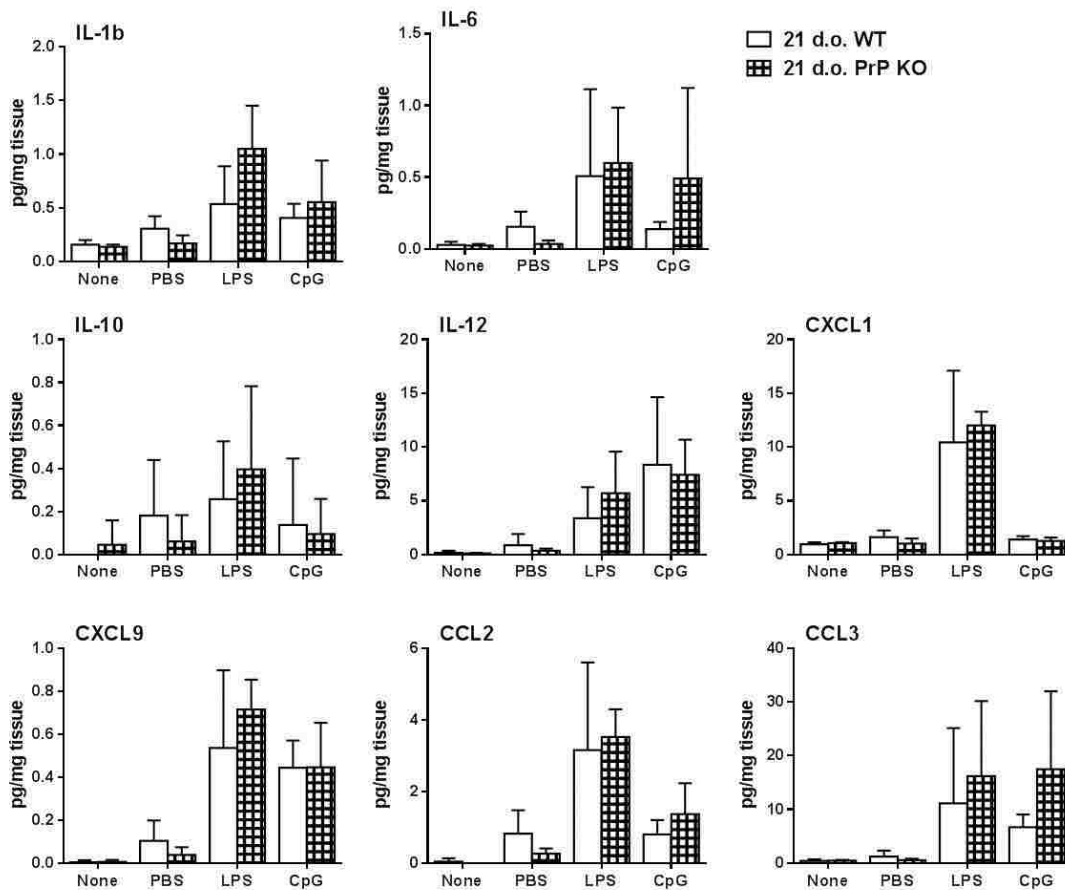 IL-1b
2.0
1.5
1.0
0.5
0.0
pg/mg tissue
None PBS LPS CpG
IL-6
1.5
1.0
0.5
0.0
pg/mg tissue
None PBS LPS CpG
21 d.o. WT
21 d.o. PrP KO
IL-10
1.0
0.8
0.6
0.4
0.2
0.0
pg/mg tissue
None PBS LPS CpG
IL-12
20
15
10
5
0
pg/mg tissue
None PBS LPS CpG
CXCL1
20
15
10
5
0
pg/mg tissue
None PBS LPS CpG
CXCL9
1.0
0.8
0.6
0.4
0.2
0.0
pg/mg tissue
None PBS LPS CpG
CCL2
6
4
2
0
pg/mg tissue
None PBS LPS CpG
CCL3
40
30
20
10
0
pg/mg tissue
None PBS LPS CpG